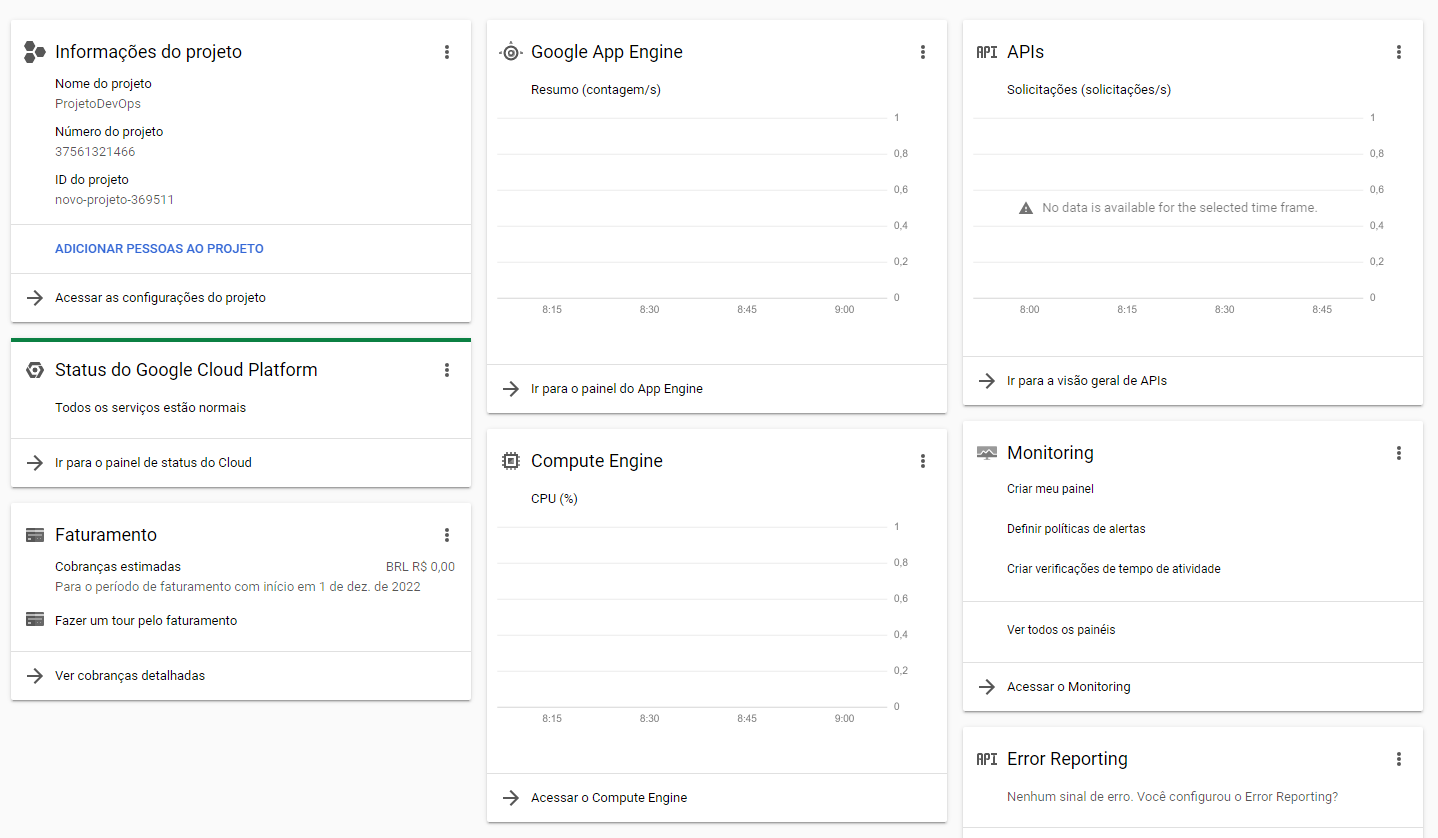 Informações do projeto
Nome do projeto
ProjetoDevOps
Número do projeto
37561321466
ID do projeto
novo-projeto-369511
ADICIONAR PESSOAS AO PROJETO
Acessar as configurações do projeto
Status do Google Cloud Platform
Todos os serviços estão normais
Ir para o painel de status do Cloud
Faturamento
Cobranças estimadas BRL R$ 0,00
Para o período de faturamento com início em 1 de dez. de 2022
Fazer um tour pelo faturamento
Ver cobranças detalhadas
Google App Engine
Resumo (contagem/s)
1
0,8
0,6
0,4
0,2
0
8:15 8:30 8:45 9:00
Ir para o painel do App Engine
Compute Engine
CPU (%)
1
0,8
0,6
0,4
0,2
0
8:15 8:30 8:45 9:00
Acessar o Compute Engine
API APIs
Solicitações (solicitações/s)
1
0,8
0,6
No data is available for the selected time frame.
0,4
0,2
0
8:00 8:15 8:30 8:45
Ir para a visão geral de APIs
Monitoring
Criar meu painel
Definir políticas de alertas
Criar verificações de tempo de atividade
Ver todos os painéis
Acessar o Monitoring
API Error Reporting
Nenhum sinal de erro. Você configurou o Error Reporting?